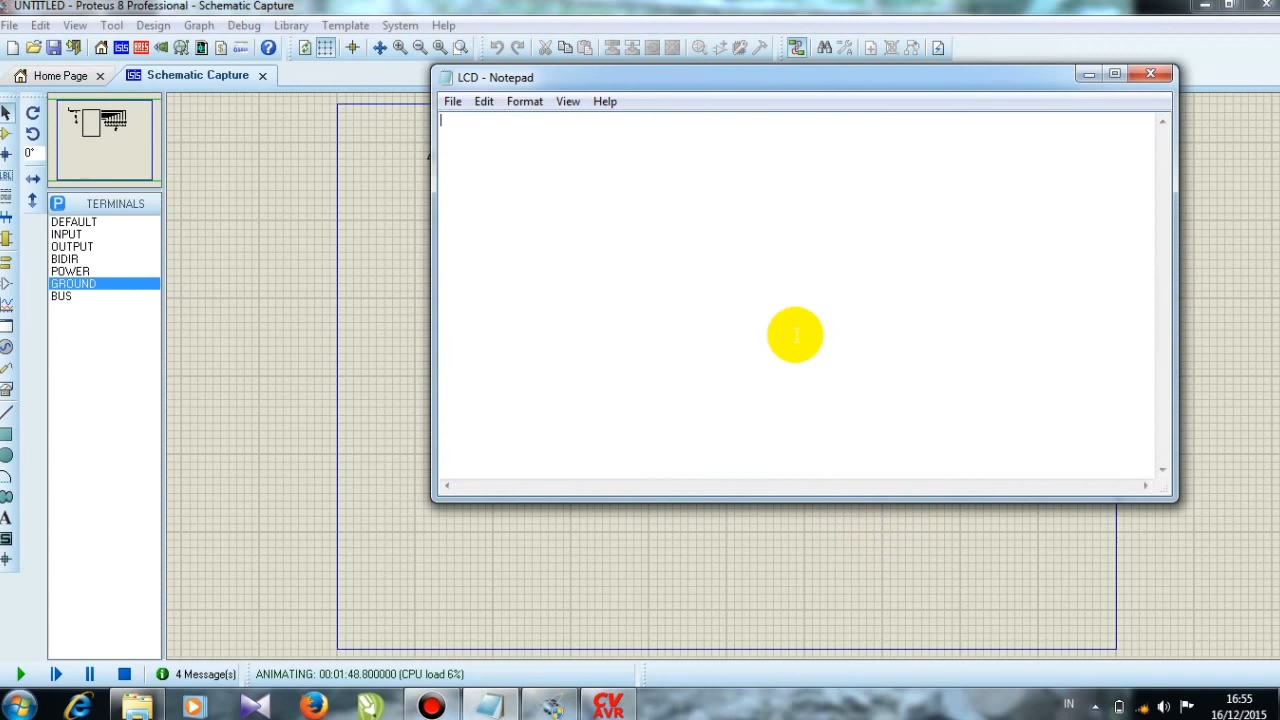 UNTITLED - Proteus 8 Professional - Schematic Capture
File Edit View Tool Design Graph Debug Library Template System Help
Home Page
Schematic Capture
LCD - Notepad
File Edit Format View Help
0°
P TERMINALS
DEFAULT
INPUT
OUTPUT
BIDIR
POWER
GROUND
BUS
4 Message(s)
ANIMATING: 00:01:48.800000 (CPU load 6%)
CV
AVR
IN
16:55
16/12/2015